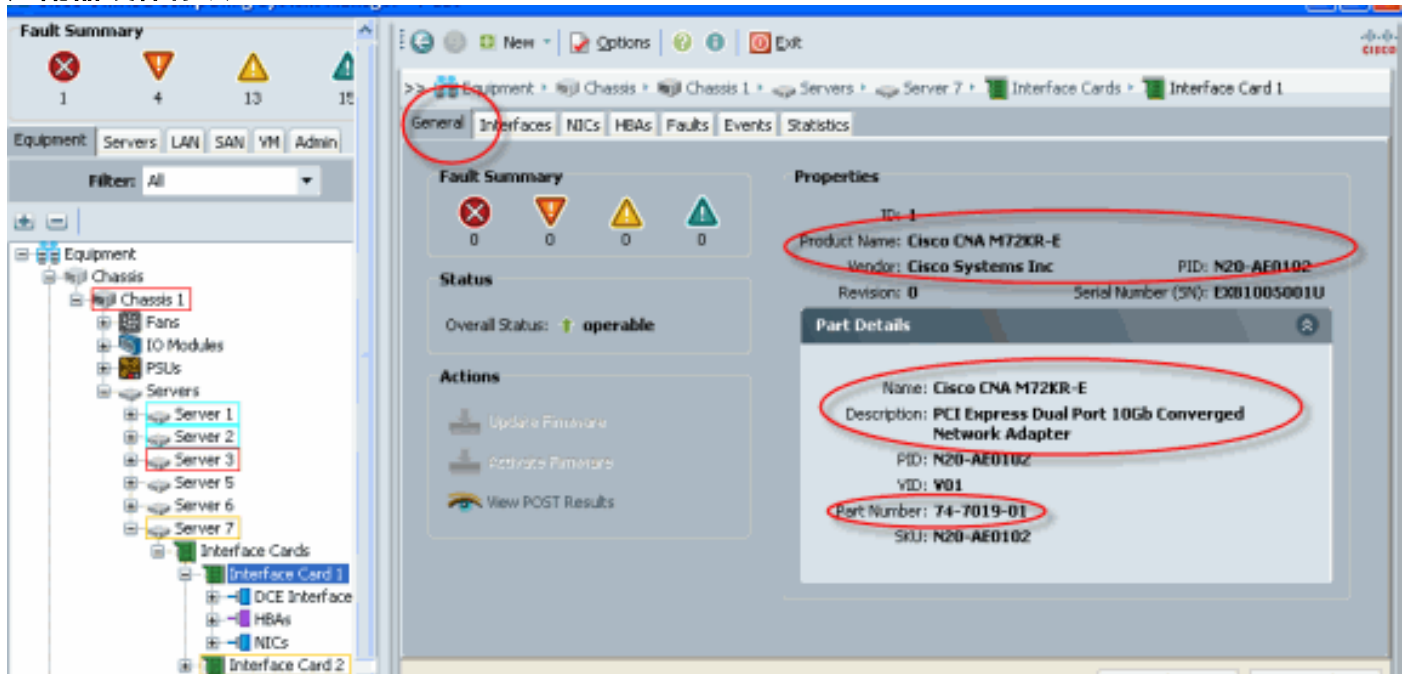 Fault Summary
1 4 13
Equipment Servers LAN SAN VM Admin
Filter: All
Equipment
Chassis
Chassis 1
Fans
IO Modules
PSUs
Servers
Server 1
Server 2
Server 3
Server 5
Server 6
Server 7
Interface Cards
Interface Card 1
DCE Interface
HBAs
NICs
Interface Card 2
New Options Exit
CISCO
>> Equipment Chassis Chassis 1 Servers Server 7 Interface Cards Interface Card 1
General Interfaces NICs HBAs Faults Events Statistics
Fault Summary
0 0 0 0
Status
Overall Status: operable
Actions
Update Firmware
Activate Firmware
View POST Results
Properties
ID: 1
Product Name: Cisco CNA M72KR-E
Vendor: Cisco Systems Inc PID: N20-AE0102
Revision: 0 Serial Number (SN): EXB1005001U
Part Details
Name: Cisco CNA M72KR-E
Description: PCI Express Dual Port 10Gb Converged
Network Adapter
PID: N20-AE0102
VID: V01
Part Number: 74-7019-01
SKU: N20-AE0102